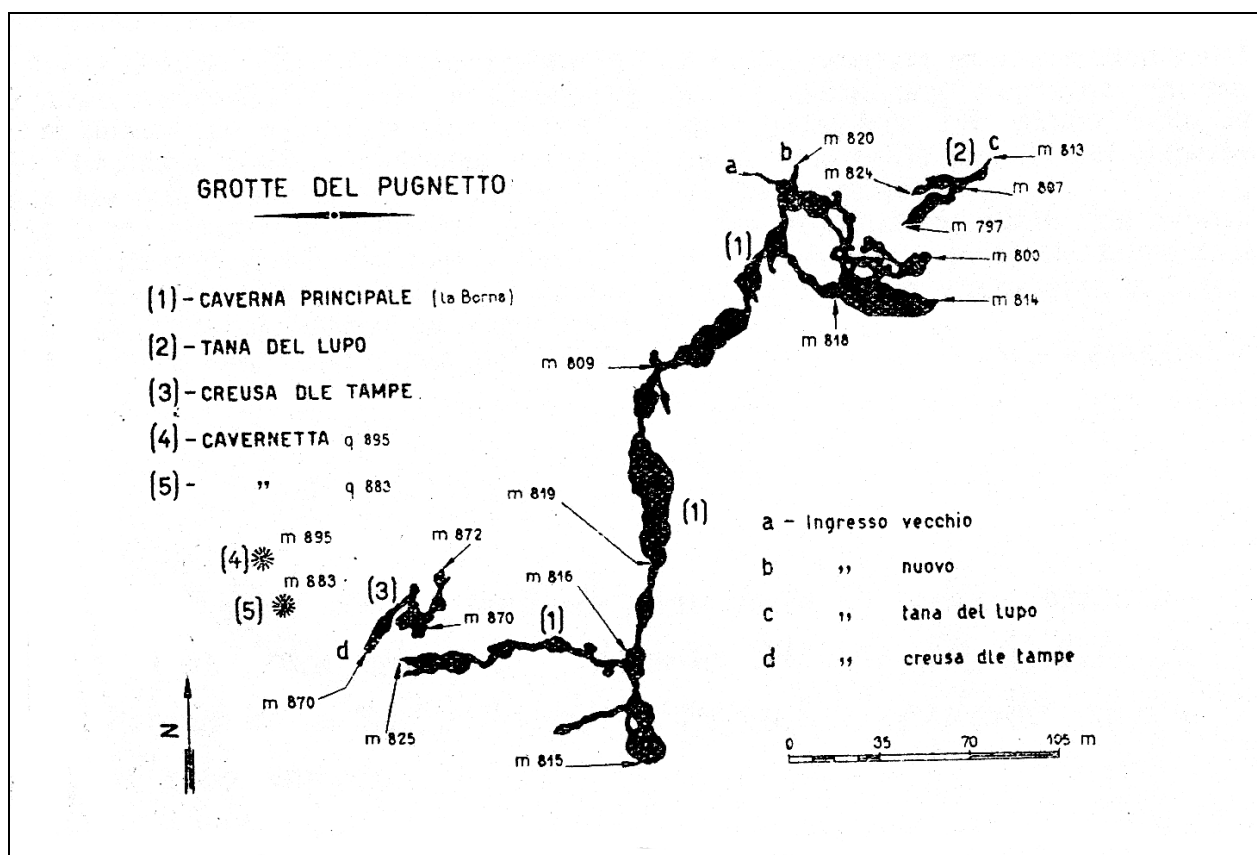 GROTTE DEL PUGNETTO
(1) - CAVERNA PRINCIPALE (la Borna)
(2) - TANA DEL LUPO
(3) - CREUSA DLE TAMPE
(4) - CAVERNETTA q 895
(5) - " q 883
a
b
m 820
(2)
c
m 813
m 824
m 807
m 797
(1)
m 800
m 814
m 818
m 809
m 819
(1)
m 872
m 895
(4)
m 883
(5)
(3)
m 816
m 870
(1)
d
m 870
m 825
m 815
N
a - Ingresso vecchio
b " nuovo
c " tana del lupo
d " creusa dle tampe
0 35 70 105 m